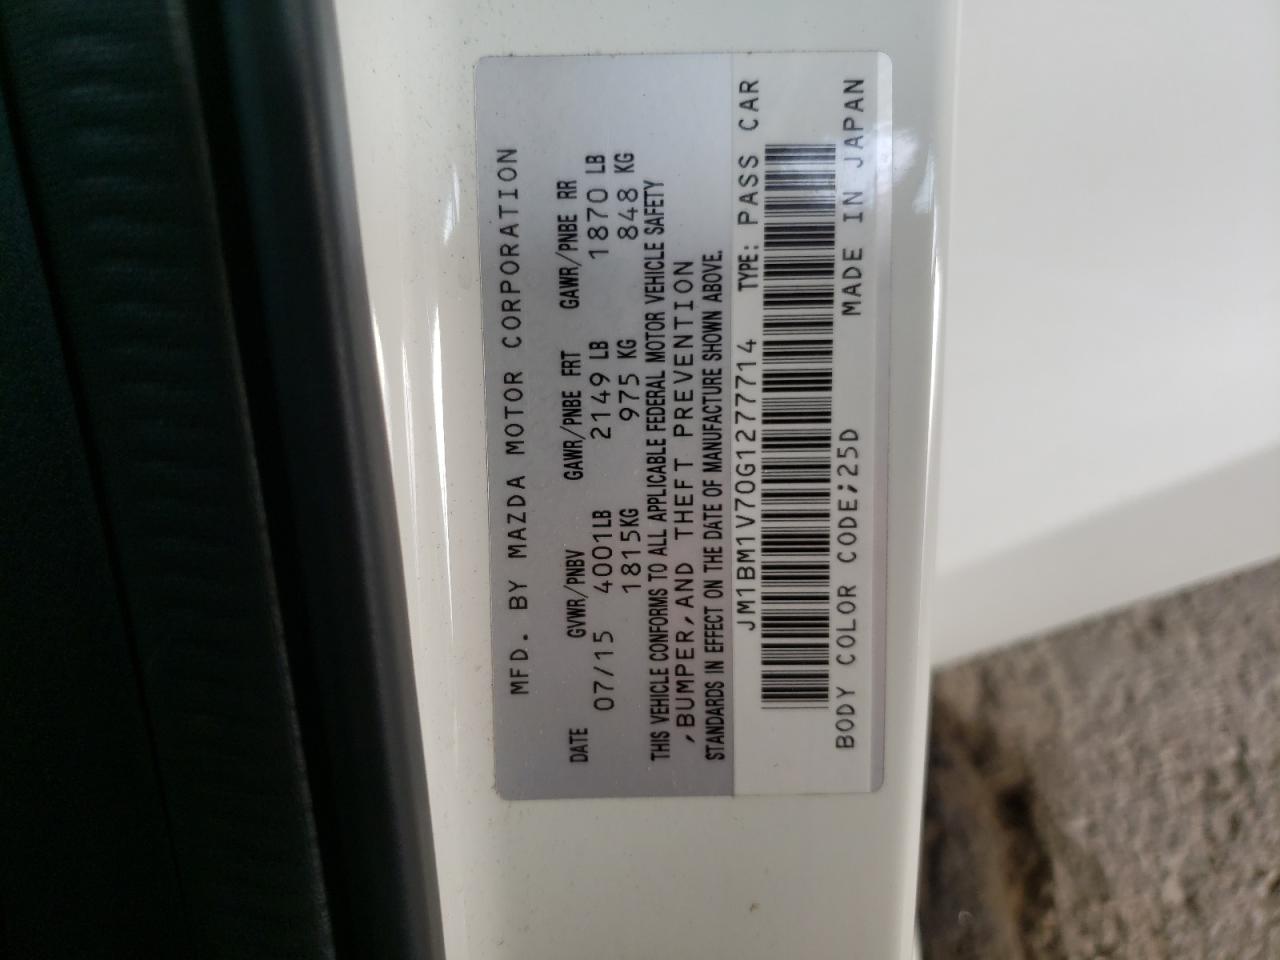 MFD. BY MAZDA MOTOR CORPORATION
DATE GVWR/PNBV GAWR/PNBE FRT GAWR/PNBE RR
07/15 4001LB 2149 LB 1870 LB
1815KG 975 KG 848 KG
THIS VEHICLE CONFORMS TO ALL APPLICABLE FEDERAL MOTOR VEHICLE SAFETY
,BUMPER,AND THEFT PREVENTION
STANDARDS IN EFFECT ON THE DATE OF MANUFACTURE SHOWN ABOVE.
JM1BM1V70G1277714 TYPE: PASS CAR
BODY COLOR CODE;25D MADE IN JAPAN